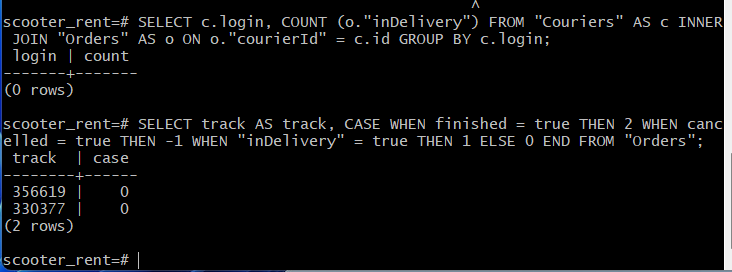 ^
scooter_rent=# SELECT c.login, COUNT (o."inDelivery") FROM "Couriers" AS c INNER
 JOIN "Orders" AS o ON o."courierId" = c.id GROUP BY c.login;
 login | count
-------+-------
(0 rows)
scooter_rent=# SELECT track AS track, CASE WHEN finished = true THEN 2 WHEN canc
elled = true THEN -1 WHEN "inDelivery" = true THEN 1 ELSE 0 END FROM "Orders";
 track  | case
--------+------
 356619 |    0
 330377 |    0
(2 rows)
scooter_rent=#